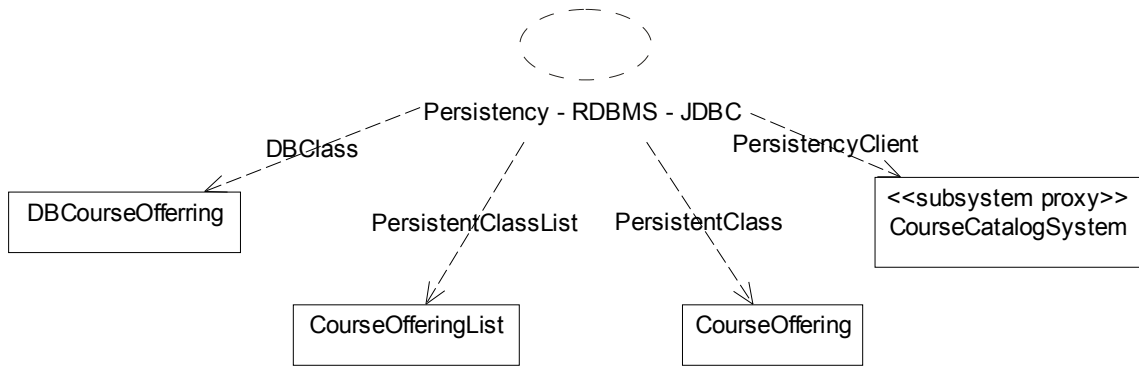 Persistency - RDBMS - JDBC
DBClass
PersistencyClient
DBCourseOfferring
<<subsystem proxy>>
CourseCatalogSystem
PersistentClassList
PersistentClass
CourseOfferingList
CourseOffering